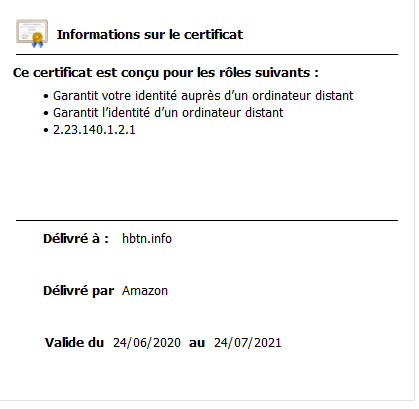 Informations sur le certificat
Ce certificat est conçu pour les rôles suivants :
• Garantit votre identité auprès d'un ordinateur distant
• Garantit l'identité d'un ordinateur distant
• 2.23.140.1.2.1
Délivré à : hbtn.info
Délivré par Amazon
Valide du 24/06/2020 au 24/07/2021